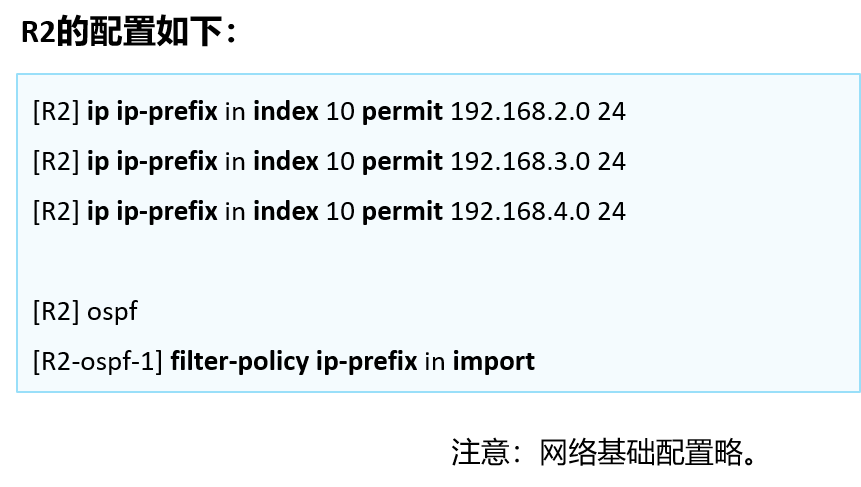 R2的配置如下：
[R2] ip ip-prefix in index 10 permit 192.168.2.0 24
[R2] ip ip-prefix in index 10 permit 192.168.3.0 24
[R2] ip ip-prefix in index 10 permit 192.168.4.0 24
[R2] ospf
[R2-ospf-1] filter-policy ip-prefix in import
注意：网络基础配置略。